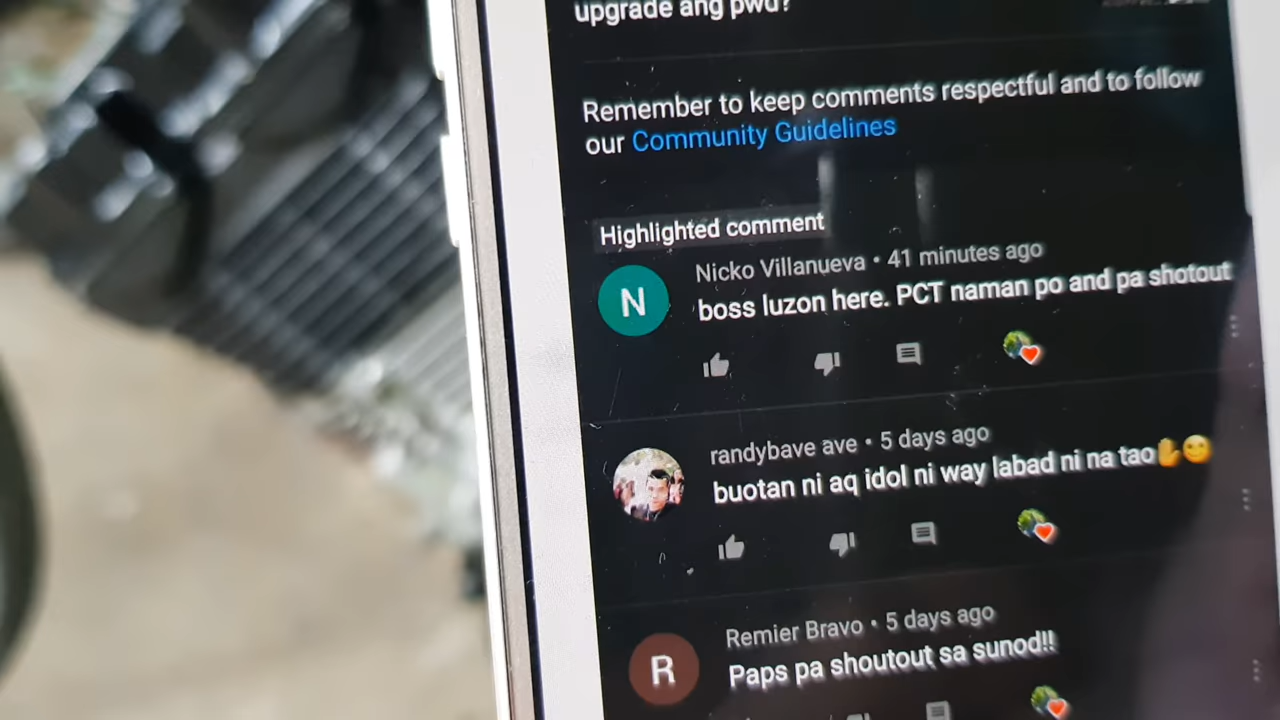 upgrade ang pwd?
Remember to keep comments respectful and to follow
our Community Guidelines
Highlighted comment
N
Nicko Villanueva • 41 minutes ago
boss luzon here. PCT naman po and pa shotout
randybave ave • 5 days ago
buotan ni aq idol ni way labad ni na tao✋🙂
R
Remier Bravo • 5 days ago
Paps pa shoutout sa sunod!!